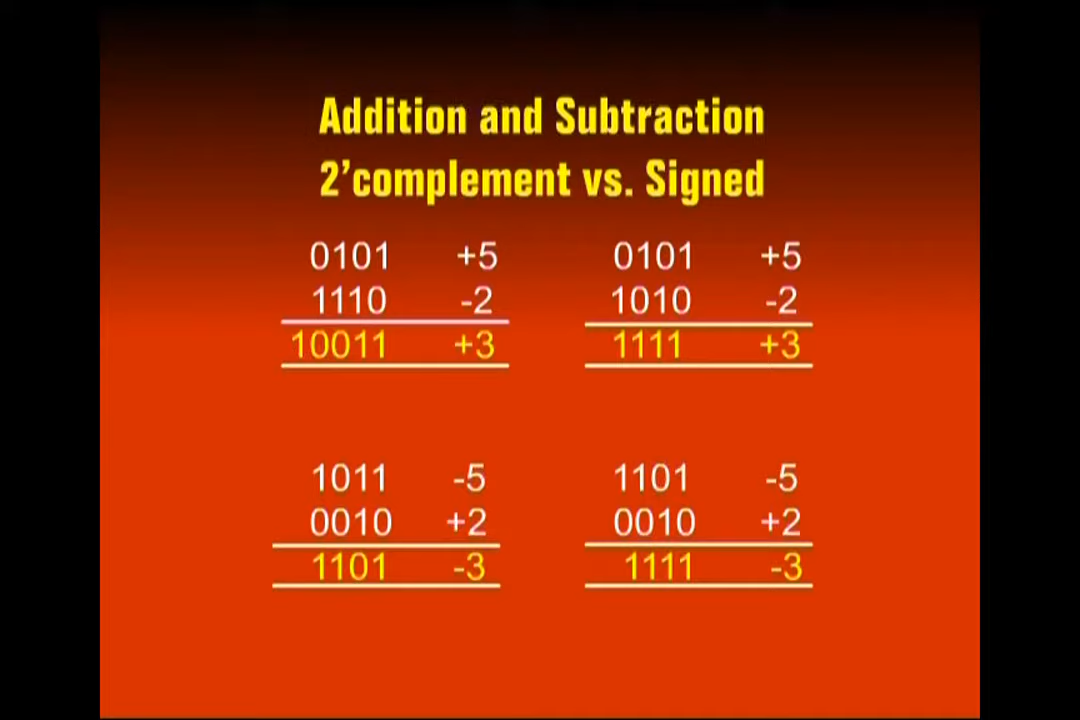 Addition and Subtraction
2’complement vs. Signed
0101 +5 0101 +5
1110 -2 1010 -2
10011 +3 1111 +3
1011 -5 1101 -5
0010 +2 0010 +2
1101 -3 1111 -3